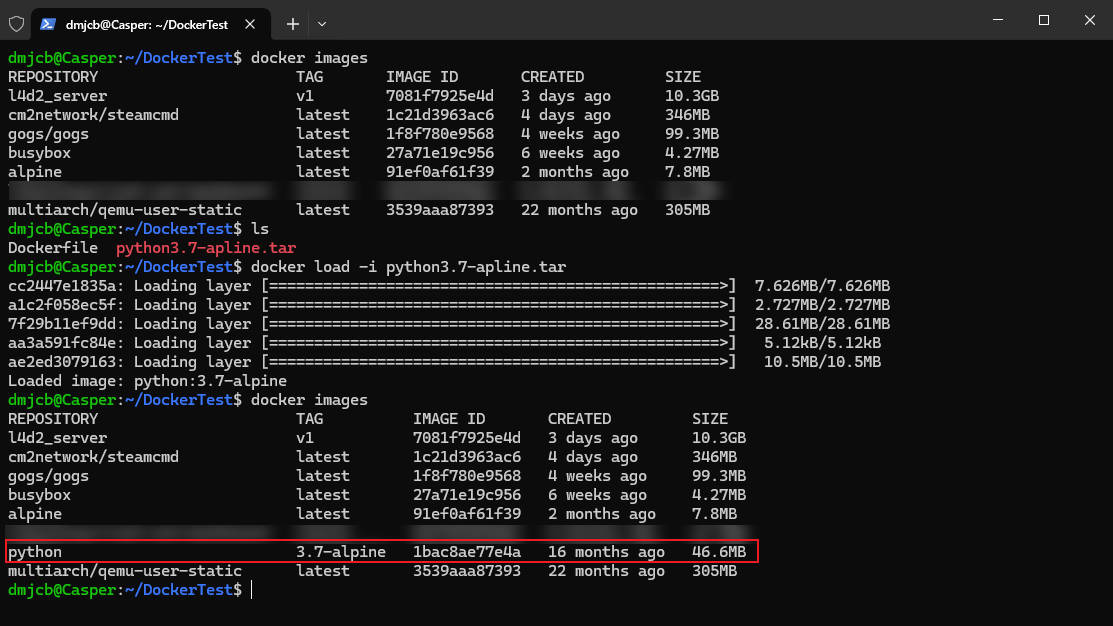 dmjcb@Casper: ~/DockerTest
dmjcb@Casper:~/DockerTest$ docker images
REPOSITORY TAG IMAGE ID CREATED SIZE
l4d2_server v1 7081f7925e4d 3 days ago 10.3GB
cm2network/steamcmd latest 1c21d3963ac6 4 days ago 346MB
gogs/gogs latest 1f8f780e9568 4 weeks ago 99.3MB
busybox latest 27a71e19c956 6 weeks ago 4.27MB
alpine latest 91ef0af61f39 2 months ago 7.8MB
multiarch/qemu-user-static latest 3539aaa87393 22 months ago 305MB
dmjcb@Casper:~/DockerTest$ ls
Dockerfile python3.7-apline.tar
dmjcb@Casper:~/DockerTest$ docker load -i python3.7-apline.tar
cc2447e1835a: Loading layer [==================================================>] 7.626MB/7.626MB
a1c2f058ec5f: Loading layer [==================================================>] 2.727MB/2.727MB
7f29b11ef9dd: Loading layer [==================================================>] 28.61MB/28.61MB
aa3a591fc84e: Loading layer [==================================================>] 5.12kB/5.12kB
ae2ed3079163: Loading layer [==================================================>] 10.5MB/10.5MB
Loaded image: python:3.7-alpine
dmjcb@Casper:~/DockerTest$ docker images
REPOSITORY TAG IMAGE ID CREATED SIZE
l4d2_server v1 7081f7925e4d 3 days ago 10.3GB
cm2network/steamcmd latest 1c21d3963ac6 4 days ago 346MB
gogs/gogs latest 1f8f780e9568 4 weeks ago 99.3MB
busybox latest 27a71e19c956 6 weeks ago 4.27MB
alpine latest 91ef0af61f39 2 months ago 7.8MB
python 3.7-alpine 1bac8ae77e4a 16 months ago 46.6MB
multiarch/qemu-user-static latest 3539aaa87393 22 months ago 305MB
dmjcb@Casper:~/DockerTest$